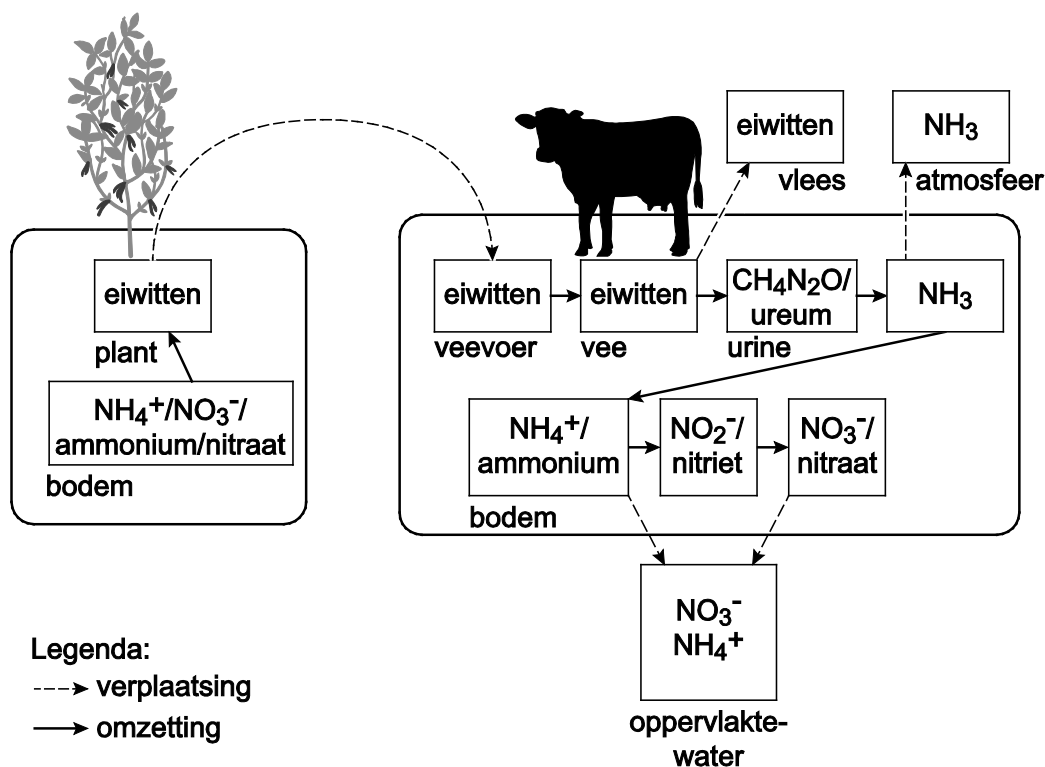 eiwitten
vlees
NH₃
atmosfeer
eiwitten
plant
NH₄⁺/NO₃⁻/
ammonium/nitraat
bodem
eiwitten
veevoer
eiwitten
vee
CH₄N₂O/
ureum
urine
NH₃
NH₄⁺/
ammonium
bodem
NO₂⁻/
nitriet
NO₃⁻/
nitraat
NO₃⁻
NH₄⁺
oppervlakte-
water
Legenda:
verplaatsing
omzetting